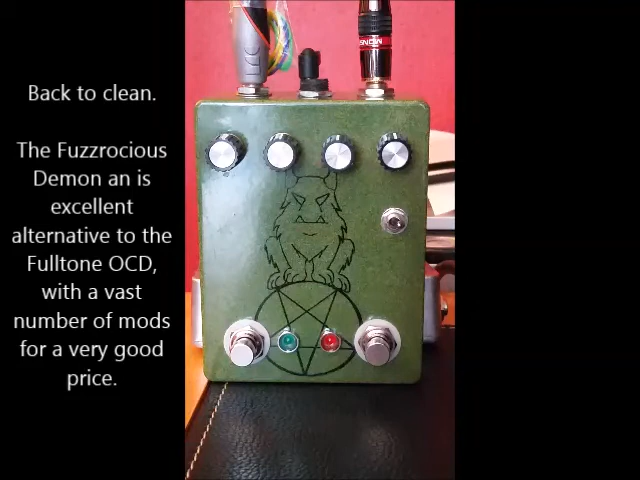 Back to clean.
The Fuzzrocious
Demon an is
excellent
alternative to the
Fulltone OCD,
with a vast
number of mods
for a very good
price.